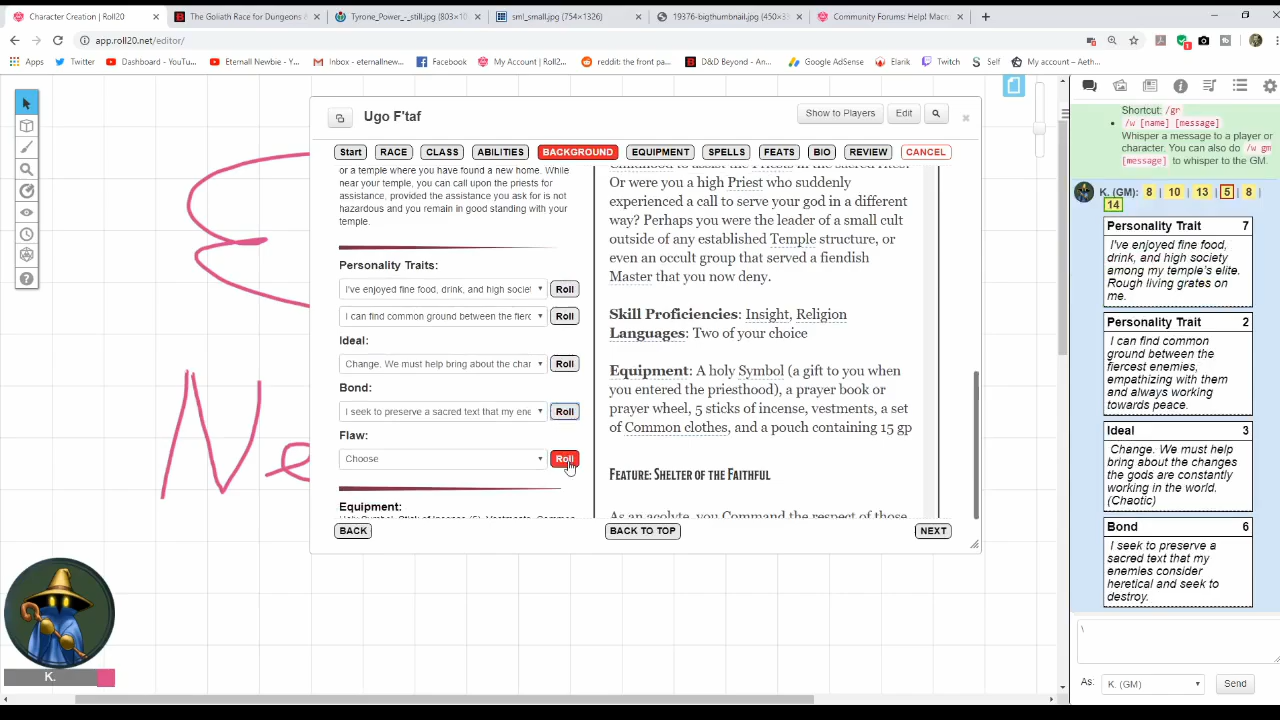 Character Creation | Roll20
The Goliath Race for Dungeons &
Tyrone_Power_-_still.jpg (803×10
sml_small.jpg (754×1326)
19376-bigthumbnail.jpg (450×3
Community Forums: Help! Macro
app.roll20.net/editor/
Apps
Twitter
Dashboard - YouTu...
Eternall Newbie - Y...
Inbox - eternallnew...
Facebook
My Account | Roll2...
reddit: the front pa...
D&D Beyond - An...
Google AdSense
Elarik
Twitch
Self
My account – Aeth...
Ne
K.
Ugo F'taf
Show to Players
Edit
Start
RACE
CLASS
ABILITIES
BACKGROUND
EQUIPMENT
SPELLS
FEATS
BIO
REVIEW
CANCEL
or a temple where you have found a new home. While
near your temple, you can call upon the priests for
assistance, provided the assistance you ask for is not
hazardous and you remain in good standing with your
temple.
Personality Traits:
I've enjoyed fine food, drink, and high societ
Roll
I can find common ground between the fierc
Roll
Ideal:
Change. We must help bring about the char
Roll
Bond:
I seek to preserve a sacred text that my ene
Roll
Flaw:
Choose
Roll
Equipment:
BACK
Childhood to assist the Priests in the sacred rites.
Or were you a high Priest who suddenly
experienced a call to serve your god in a different
way? Perhaps you were the leader of a small cult
outside of any established Temple structure, or
even an occult group that served a fiendish
Master that you now deny.
Skill Proficiencies: Insight, Religion
Languages: Two of your choice
Equipment: A holy Symbol (a gift to you when
you entered the priesthood), a prayer book or
prayer wheel, 5 sticks of incense, vestments, a set
of Common clothes, and a pouch containing 15 gp
Feature: Shelter of the Faithful
As an acolyte, you Command the respect of those
BACK TO TOP
NEXT
Shortcut: /gr
/w [name] [message]
Whisper a message to a player or
character. You can also do /w gm
[message] to whisper to the GM.
K. (GM): 8 | 10 | 13 | 5 | 8 |
14
Personality Trait 7
I've enjoyed fine food,
drink, and high society
among my temple's elite.
Rough living grates on
me.
Personality Trait 2
I can find common
ground between the
fiercest enemies,
empathizing with them
and always working
towards peace.
Ideal 3
Change. We must help
bring about the changes
the gods are constantly
working in the world.
(Chaotic)
Bond 6
I seek to preserve a
sacred text that my
enemies consider
heretical and seek to
destroy.
\
As:
K. (GM)
Send